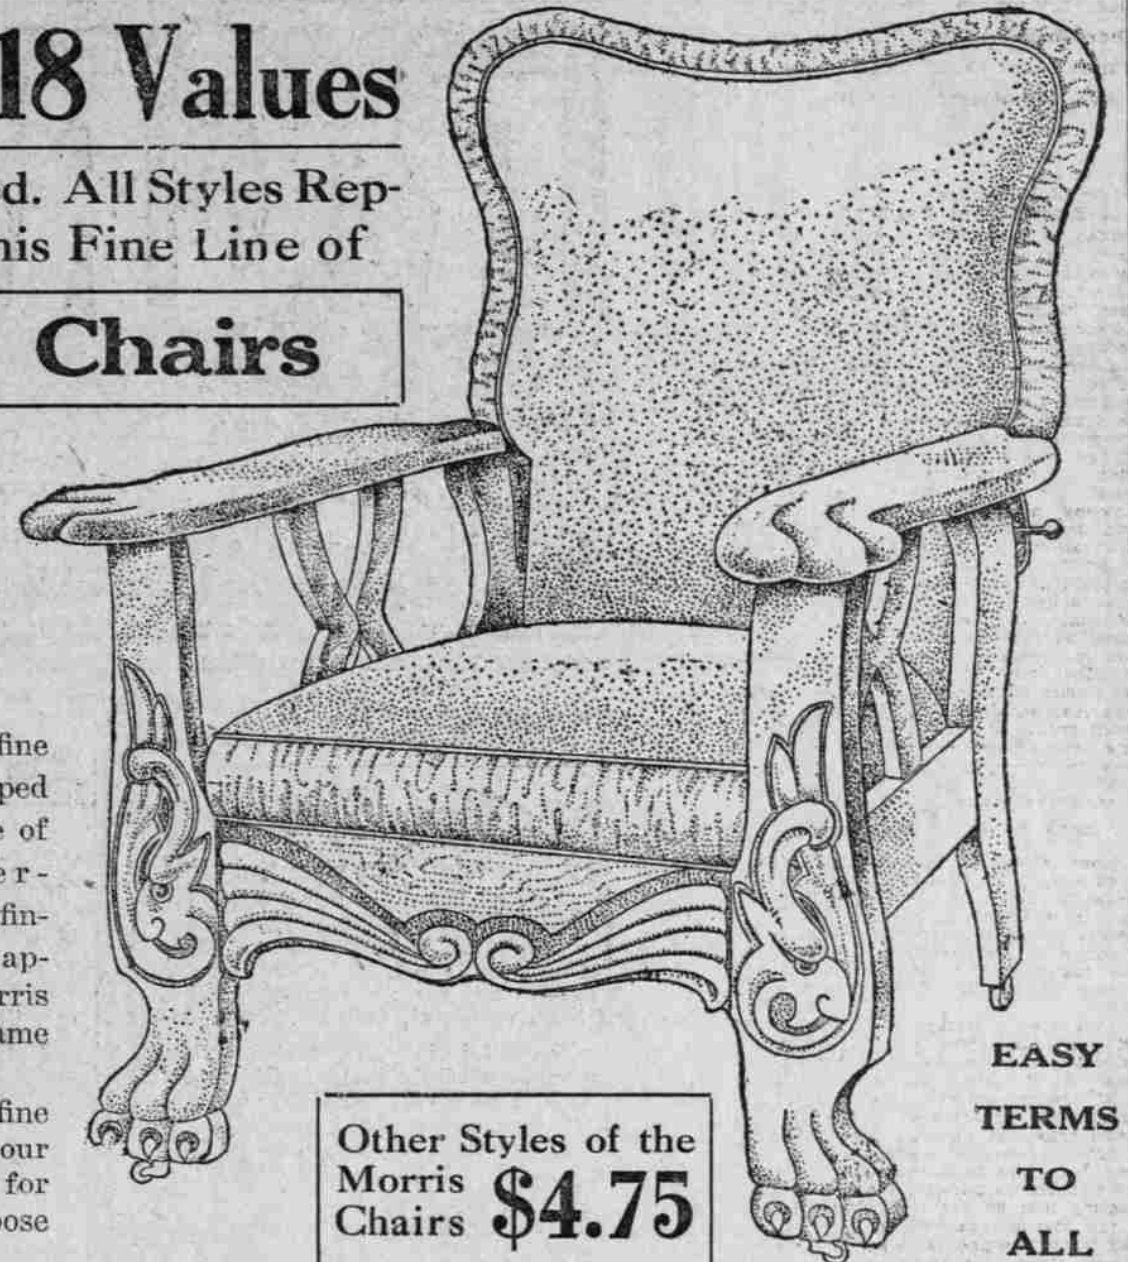 18 Values
d. All Styles Rep-
his Fine Line of
Chairs
fine
ped
e of
er-
fin-
ap-
rris
ame
fine
our
for
pose
Other Styles of the
Morris
Chairs $4.75
EASY
TERMS
TO
ALL